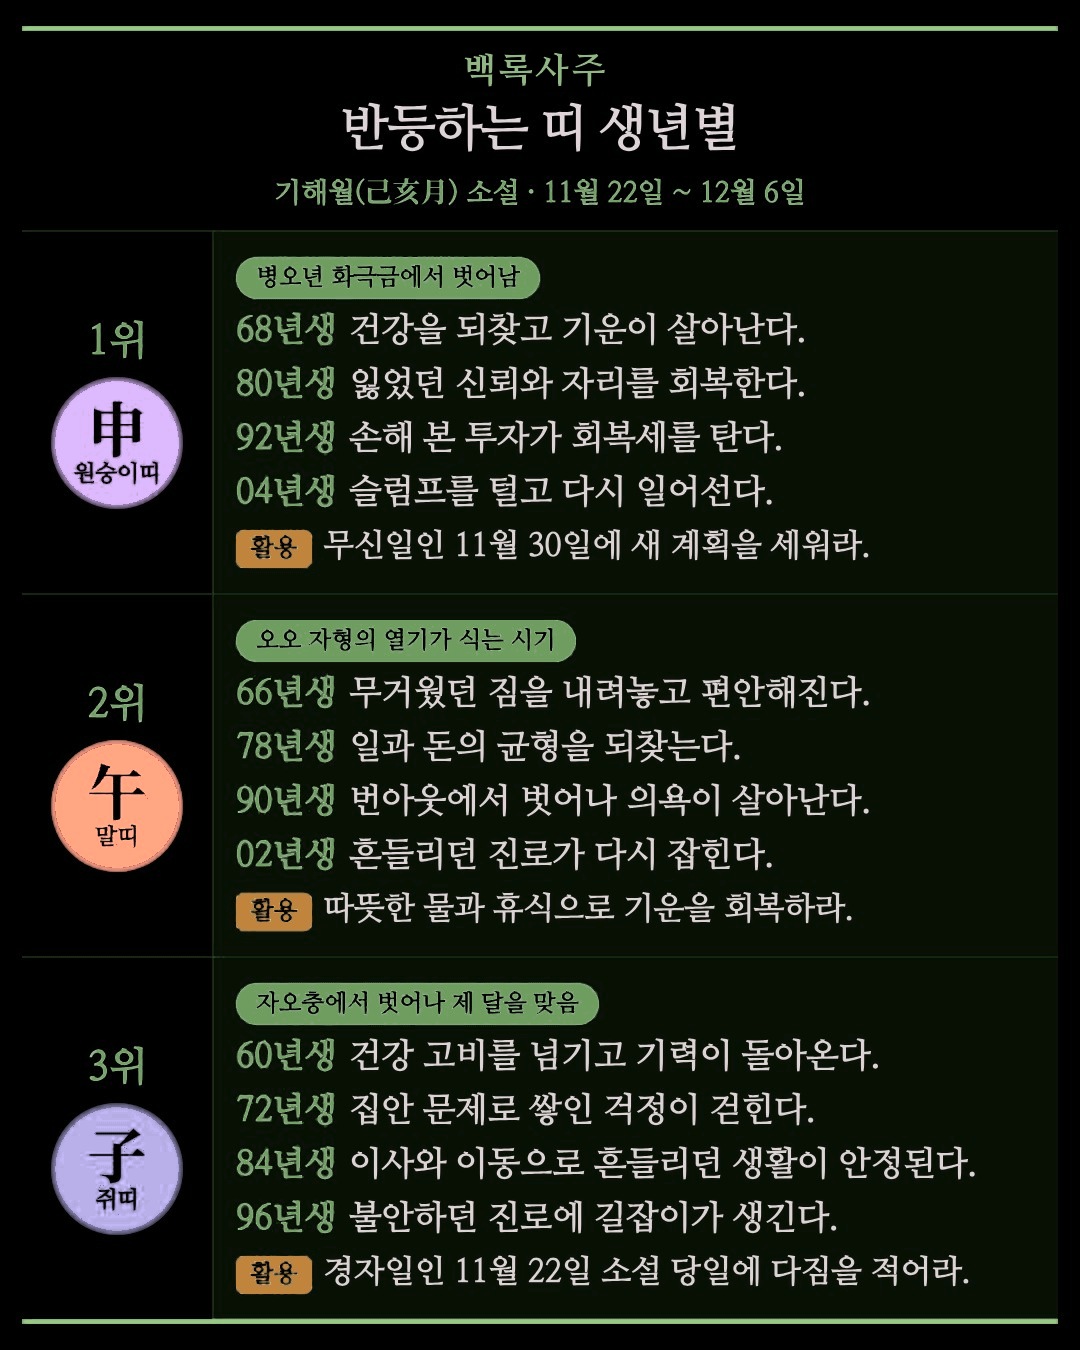 백록사주
반등하는 띠 생년별
기해월(己亥月) 소설 · 11월 22일 ~ 12월 6일
1위
申
원숭이띠
병오년 화극금에서 벗어남
68년생 건강을 되찾고 기운이 살아난다.
80년생 잃었던 신뢰와 자리를 회복한다.
92년생 손해 본 투자가 회복세를 탄다.
04년생 슬럼프를 털고 다시 일어선다.
활용 무신일인 11월 30일에 새 계획을 세워라.
2위
午
말띠
오오 자형의 열기가 식는 시기
66년생 무거웠던 짐을 내려놓고 편안해진다.
78년생 일과 돈의 균형을 되찾는다.
90년생 번아웃에서 벗어나 의욕이 살아난다.
02년생 흔들리던 진로가 다시 잡힌다.
활용 따뜻한 물과 휴식으로 기운을 회복하라.
3위
子
쥐띠
자오충에서 벗어나 제 달을 맞음
60년생 건강 고비를 넘기고 기력이 돌아온다.
72년생 집안 문제로 쌓인 걱정이 걷힌다.
84년생 이사와 이동으로 흔들리던 생활이 안정된다.
96년생 불안하던 진로에 길잡이가 생긴다.
활용 경자일인 11월 22일 소설 당일에 다짐을 적어라.